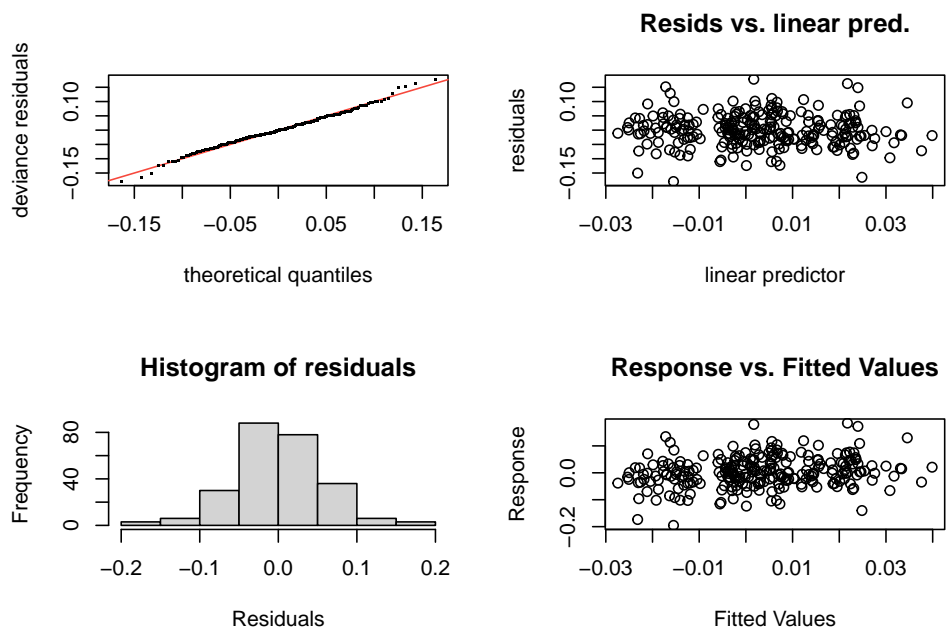 deviance residuals
−0.15
0.10
−0.15
−0.05
0.05
0.15
theoretical quantiles
Resids vs. linear pred.
residuals
−0.15
0.10
−0.03
−0.01
0.01
0.03
linear predictor
Histogram of residuals
Frequency
0
40
80
−0.2
−0.1
0.0
0.1
0.2
Residuals
Response vs. Fitted Values
Response
−0.2
0.0
−0.03
−0.01
0.01
0.03
Fitted Values